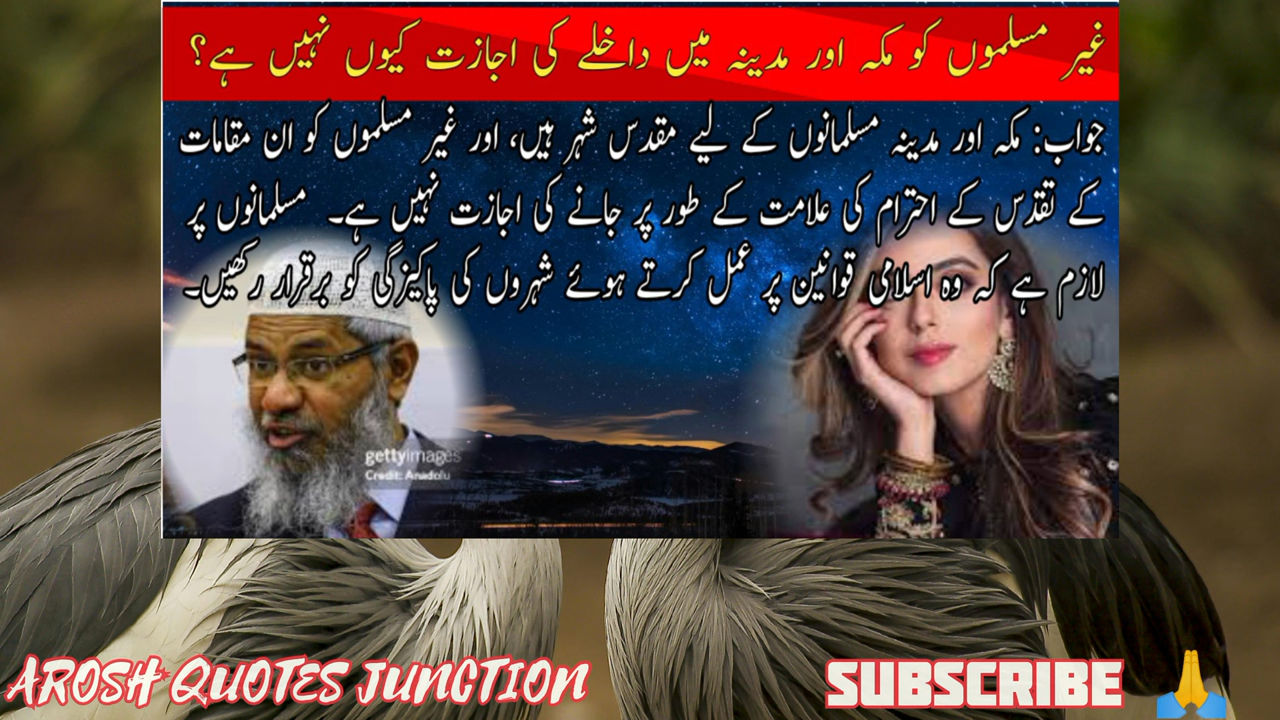 غیر مسلموں کو مکہ اور مدینہ میں داخلے کی اجازت کیوں نہیں ہے؟
جواب: مکہ اور مدینہ مسلمانوں کے لیے مقدس شہر ہیں، اور غیر مسلموں کو ان مقامات
کے تقدس کے احترام کی علامت کے طور پر جانے کی اجازت نہیں ہے۔ مسلمانوں پر
لازم ہے کہ وہ اسلامی قوانین پر عمل کرتے ہوئے شہروں کی پاکیزگی کو برقرار رکھیں۔
gettyimages
Credit: Anadolu
AROSH QUOTES JUNCTION
SUBSCRIBE